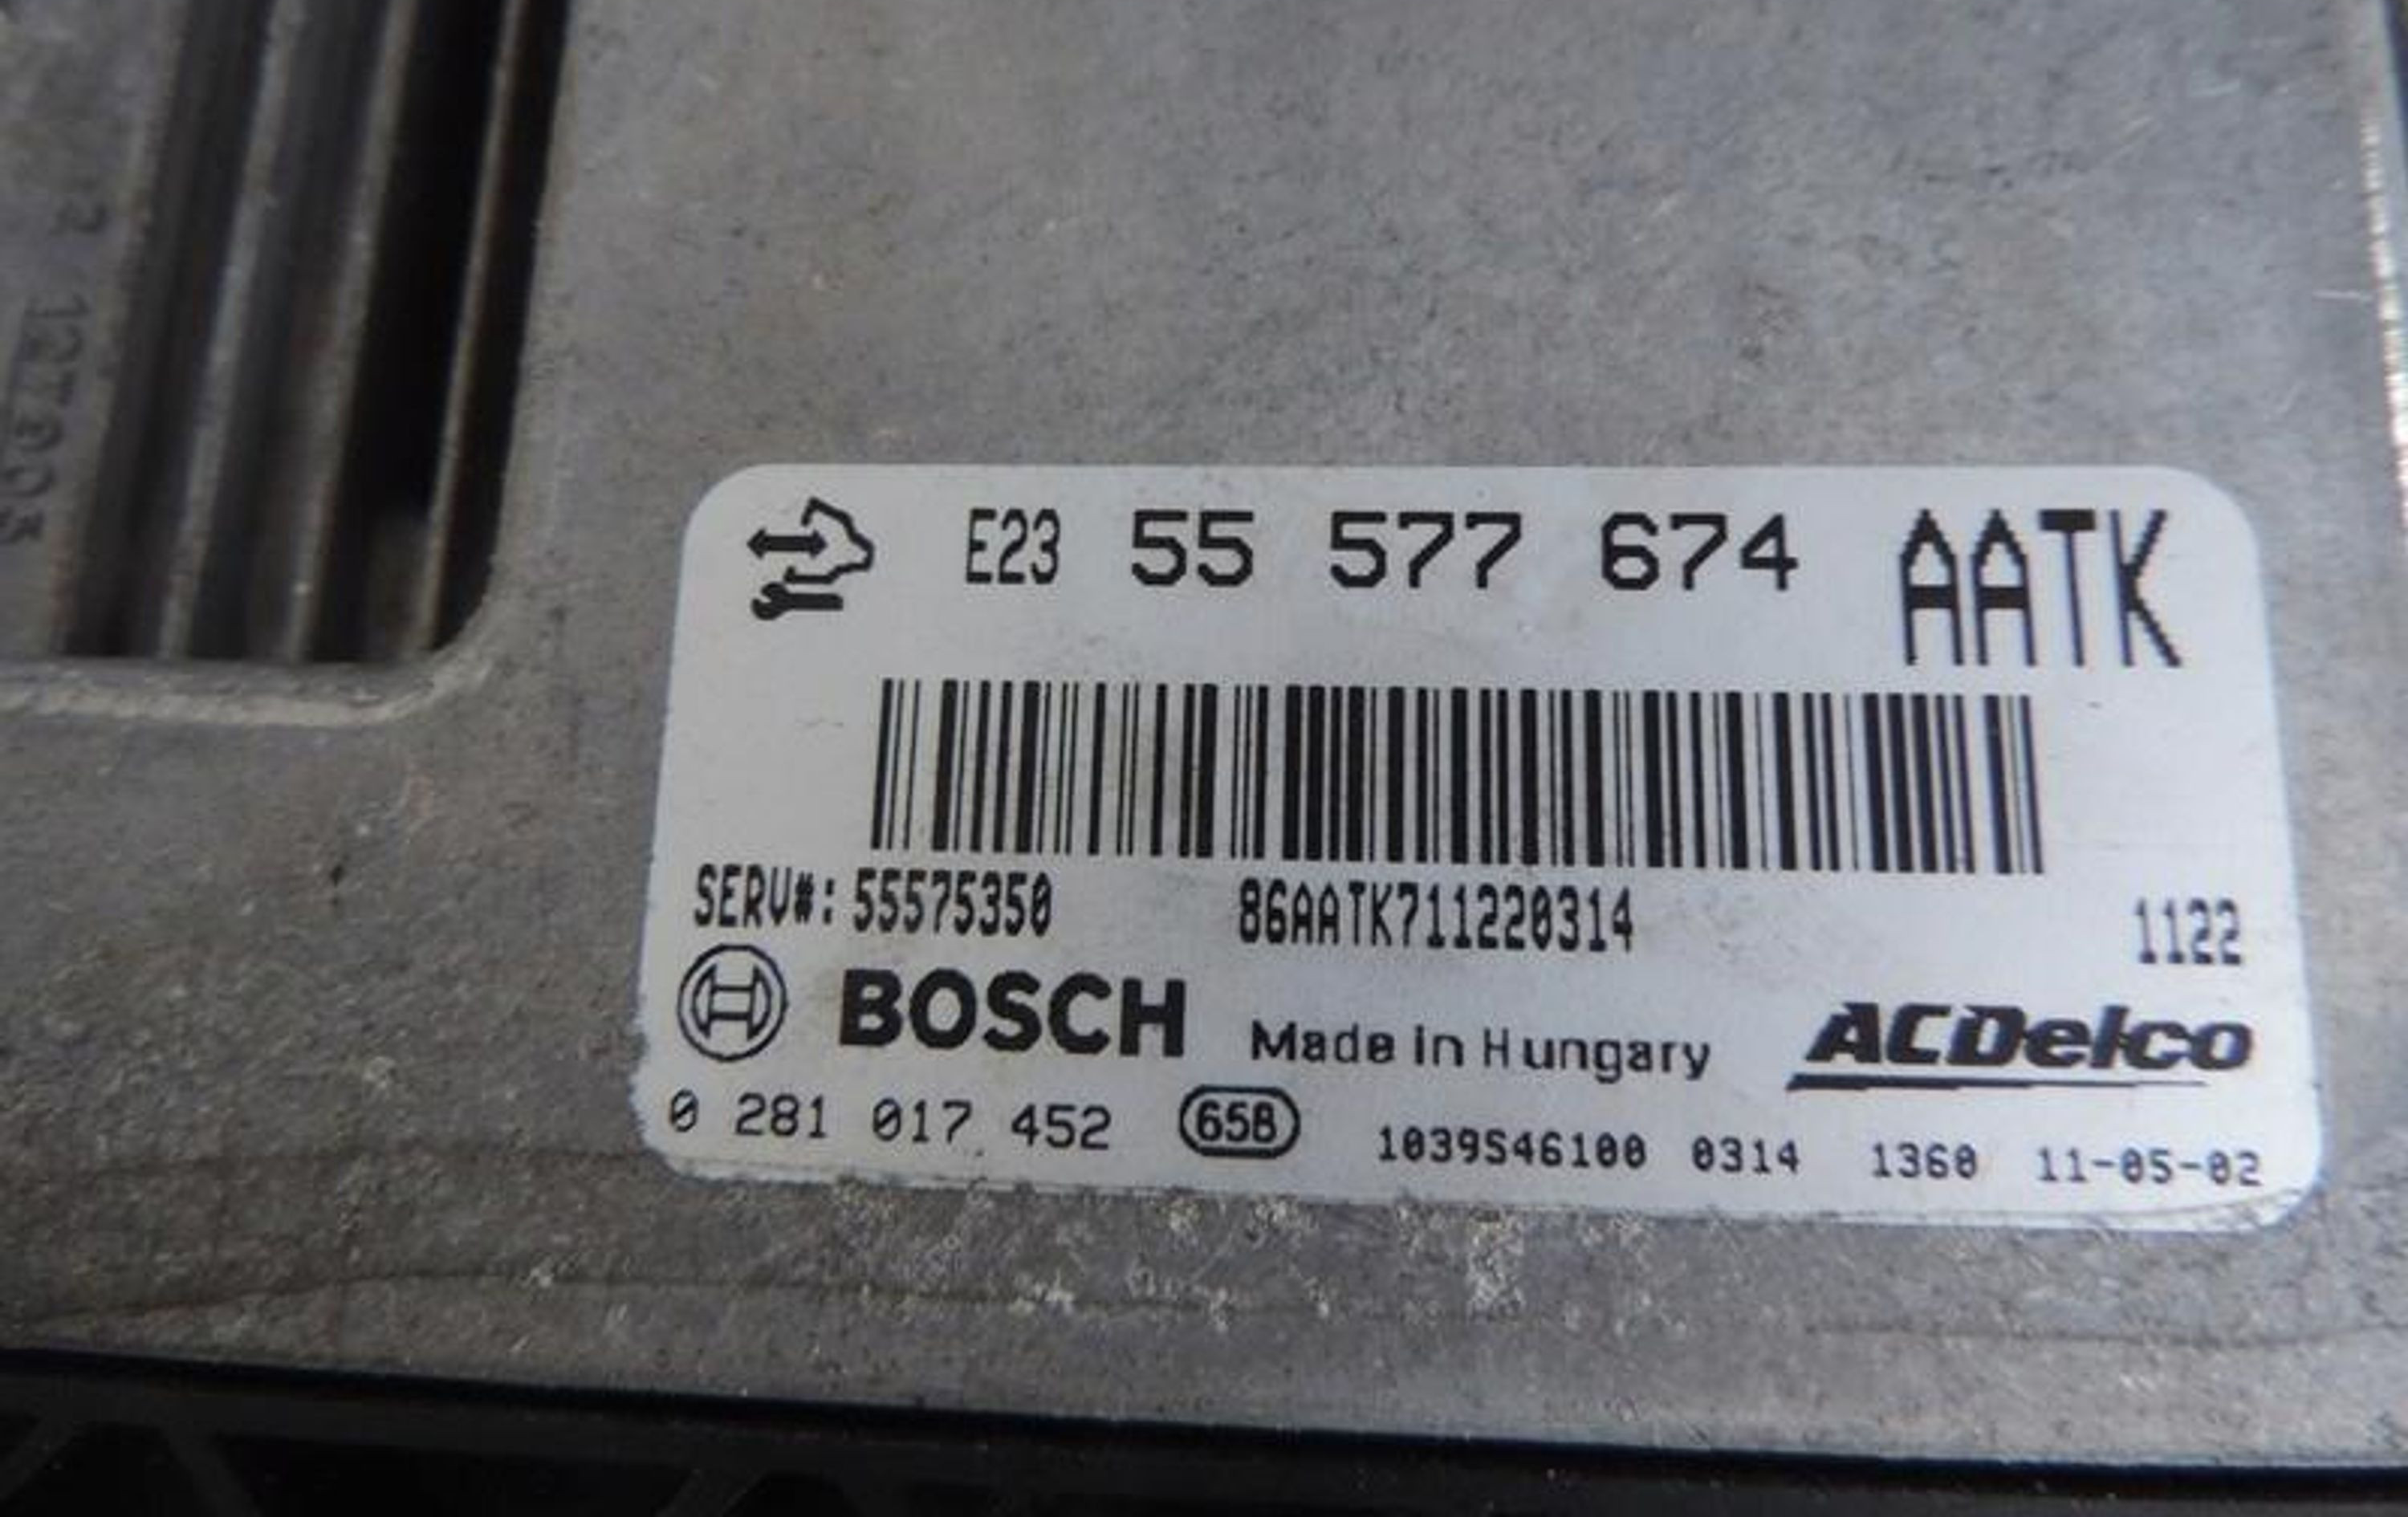 E23 55 577 674 AATK
SERV#: 55575350 86AATK711220314 1122
BOSCH Made in Hungary ACDelco
0 281 017 452 65B 1039S46100 0314 1360 11-05-02